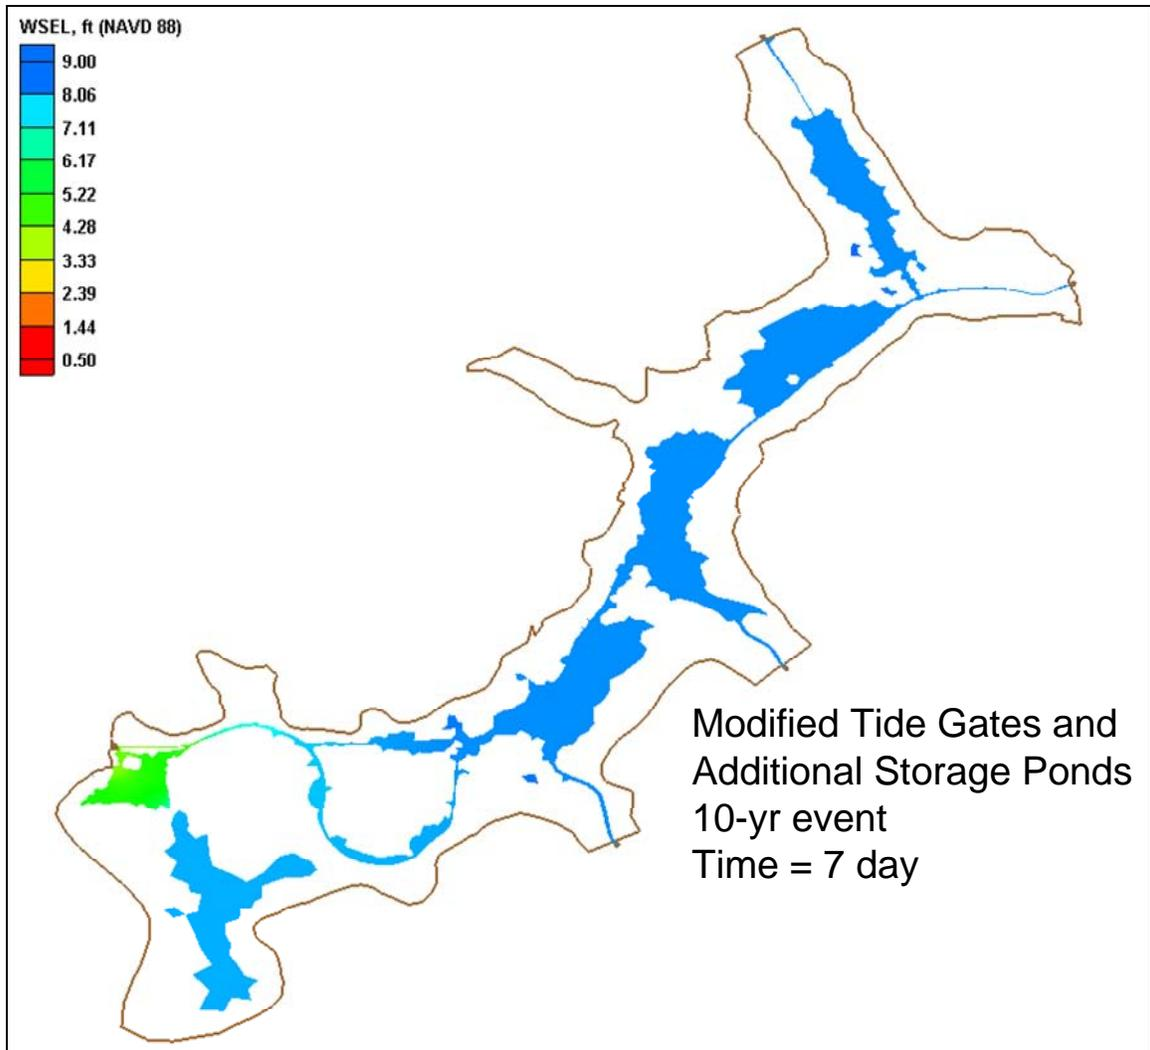 WSEL, ft (NAVD 88)
9.00
8.06
7.11
6.17
5.22
4.28
3.33
2.39
1.44
0.50
Modified Tide Gates and
Additional Storage Ponds
10-yr event
Time = 7 day